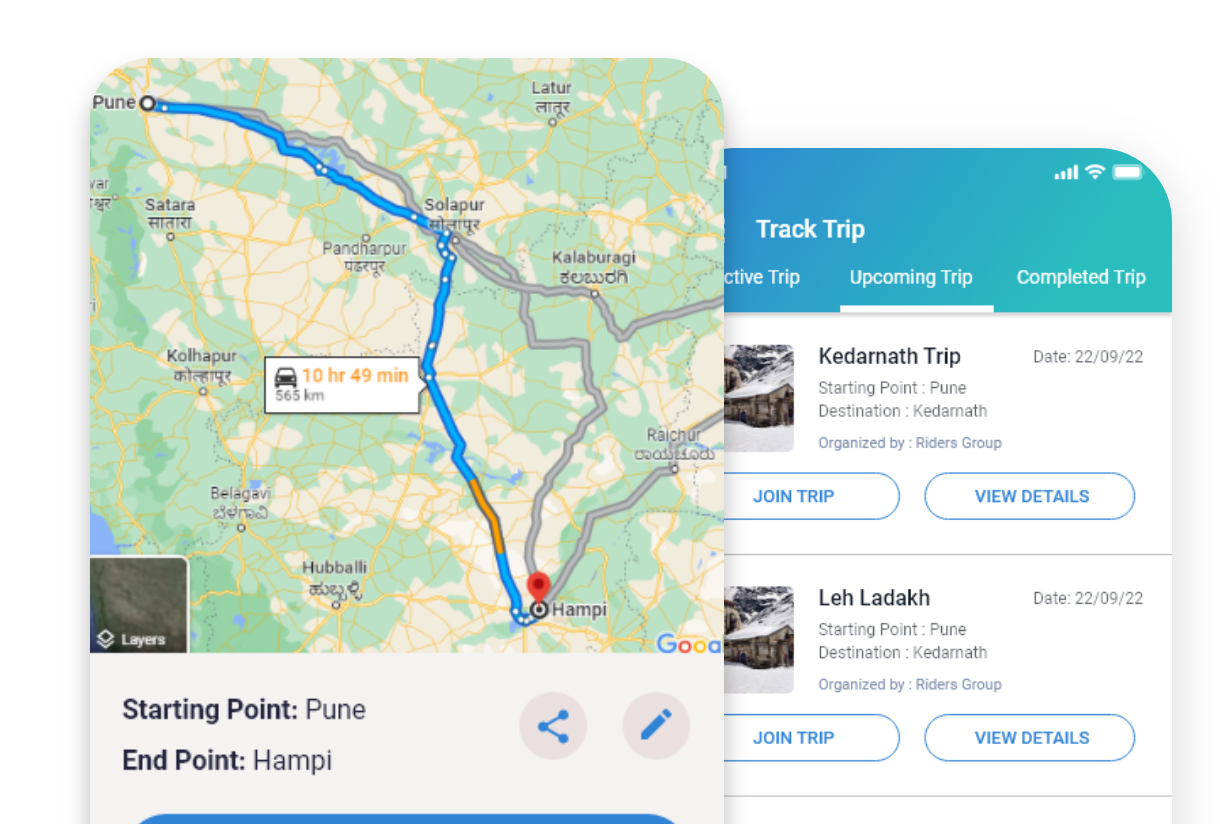 Pune
Latur
लातूर
Satara
सातारा
Solapur
सोलापूर
Pandharpur
पंढरपूर
Kalaburagi
ಕಲಬುರಗಿ
Kolhapur
कोल्हापूर
10 hr 49 min
565 km
Raichur
ರಾಯಚೂರು
Belagavi
ಬೆಳಗಾವಿ
Hubballi
ಹುಬ್ಬಳ್ಳಿ
Hampi
Layers
Goog
Starting Point: Pune
End Point: Hampi
Track Trip
ctive Trip Upcoming Trip Completed Trip
Kedarnath Trip Date: 22/09/22
Starting Point : Pune
Destination : Kedarnath
Organized by : Riders Group
JOIN TRIP VIEW DETAILS
Leh Ladakh Date: 22/09/22
Starting Point : Pune
Destination : Kedarnath
Organized by : Riders Group
JOIN TRIP VIEW DETAILS